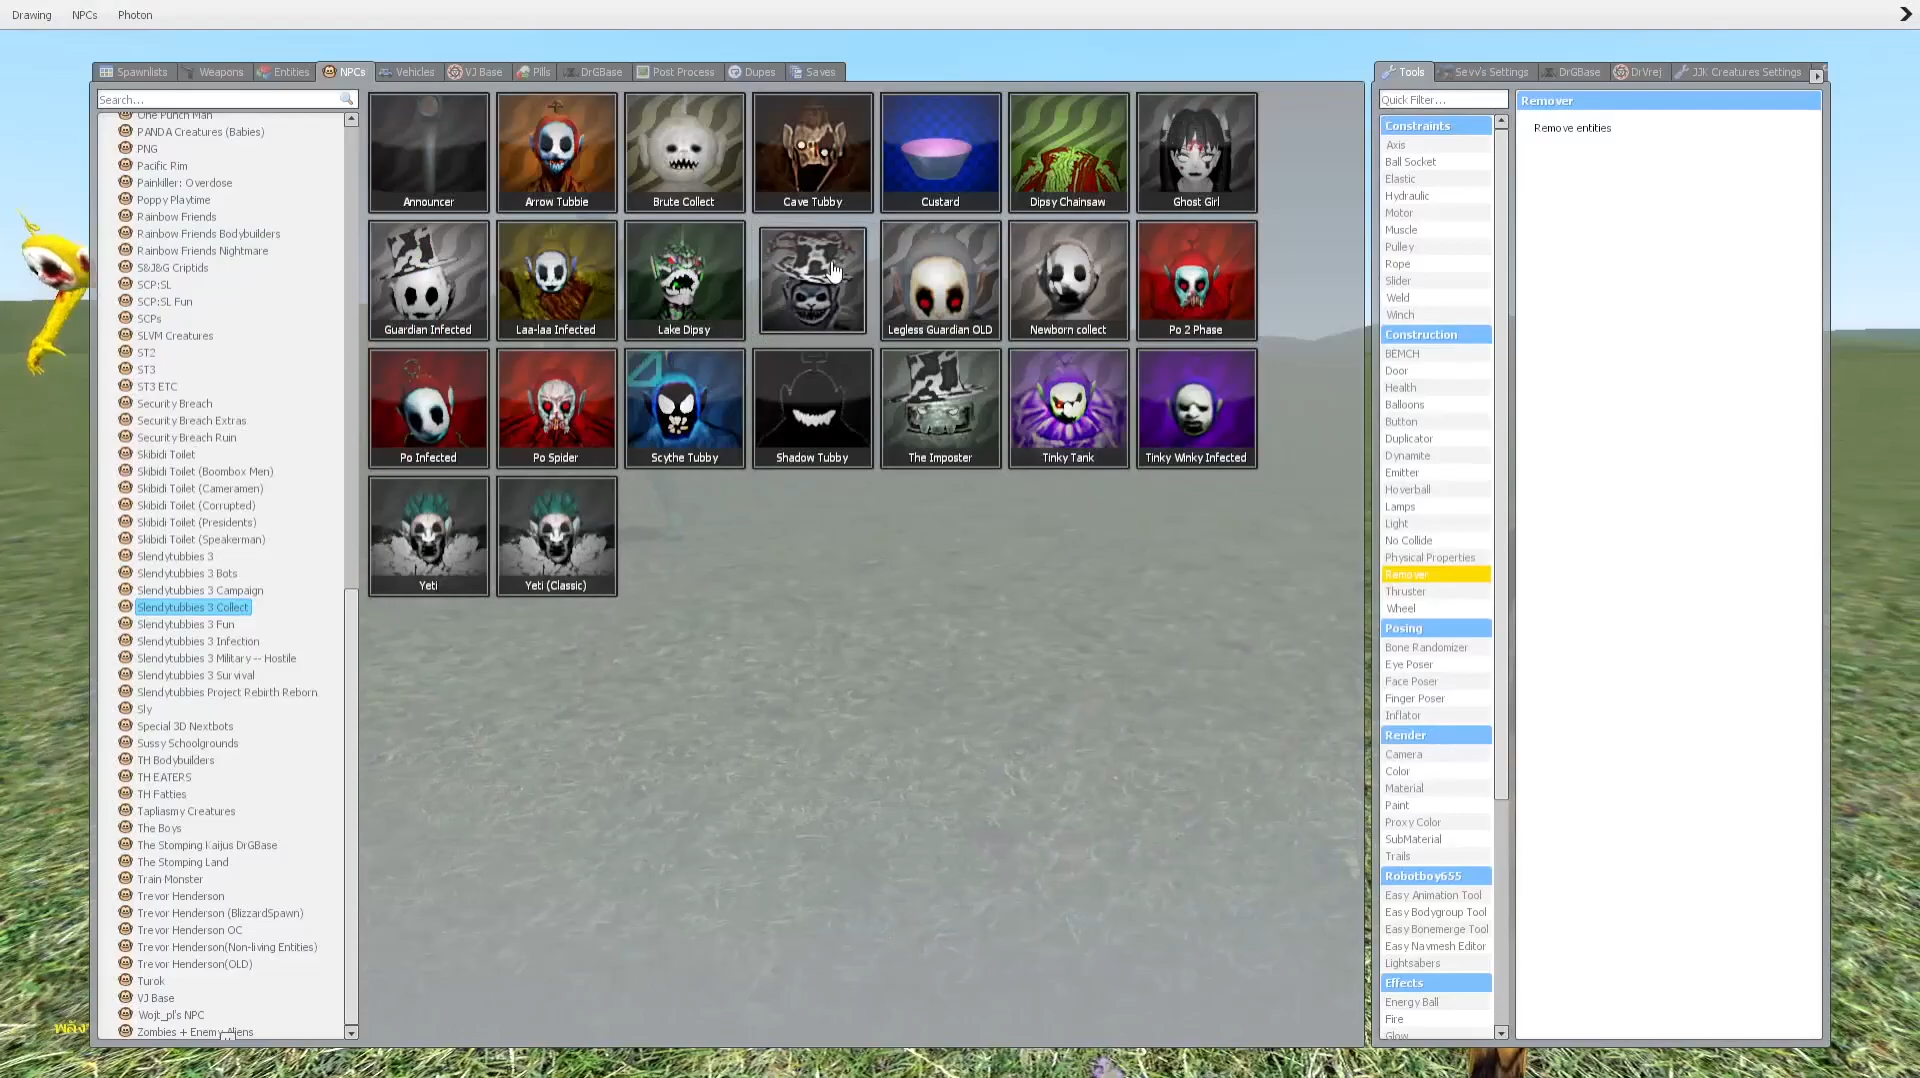 Drawing NPCs Photon
Spawnlists Weapons Entities NPCs Vehicles VJ Base Pills DrGBase Post Process Dupes Saves
Search...
One Punch Man
PANDA Creatures (Babies)
PNG
Pacific Rim
Painkiller: Overdose
Poppy Playtime
Rainbow Friends
Rainbow Friends Bodybuilders
Rainbow Friends Nightmare
S&J&G Criptids
SCP:SL
SCP:SL Fun
SCPs
SLVM Creatures
ST2
ST3
ST3 ETC
Security Breach
Security Breach Extras
Security Breach Ruin
Skibidi Toilet
Skibidi Toilet (Boombox Men)
Skibidi Toilet (Cameramen)
Skibidi Toilet (Corrupted)
Skibidi Toilet (Presidents)
Skibidi Toilet (Speakerman)
Slendytubbies 3
Slendytubbies 3 Bots
Slendytubbies 3 Campaign
Slendytubbies 3 Collect
Slendytubbies 3 Fun
Slendytubbies 3 Infection
Slendytubbies 3 Military -- Hostile
Slendytubbies 3 Survival
Slendytubbies Project Rebirth Reborn
Sly
Special 3D Nextbots
Sussy Schoolgrounds
TH Bodybuilders
TH EATERS
TH Fatties
Tapliasmy Creatures
The Boys
The Stomping Kaijus DrGBase
The Stomping Land
Train Monster
Trevor Henderson
Trevor Henderson (BlizzardSpawn)
Trevor Henderson OC
Trevor Henderson(Non-living Entities)
Trevor Henderson(OLD)
Turok
VJ Base
Wojt_pl's NPC
Zombies + Enemy Aliens
Announcer Arrow Tubbie Brute Collect Cave Tubby Custard Dipsy Chainsaw Ghost Girl
Guardian Infected Laa-laa Infected Lake Dipsy Legless Guardian OLD Newborn collect Po 2 Phase
Po Infected Po Spider Scythe Tubby Shadow Tubby The Imposter Tinky Tank Tinky Winky Infected
Yeti Yeti (Classic)
Tools Sevv's Settings DrGBase DrVrej JJK Creatures Settings
Quick Filter...
Constraints
Axis
Ball Socket
Elastic
Hydraulic
Motor
Muscle
Pulley
Rope
Slider
Weld
Winch
Construction
BEMCH
Door
Health
Balloons
Button
Duplicator
Dynamite
Emitter
Hoverball
Lamps
Light
No Collide
Physical Properties
Remover
Thruster
Wheel
Posing
Bone Randomizer
Eye Poser
Face Poser
Finger Poser
Inflator
Render
Camera
Color
Material
Paint
Proxy Color
SubMaterial
Trails
Robotboy655
Easy Animation Tool
Easy Bodygroup Tool
Easy Bonemerge Tool
Easy Navmesh Editor
Lightsabers
Effects
Energy Ball
Fire
Glow
Remover
Remove entities